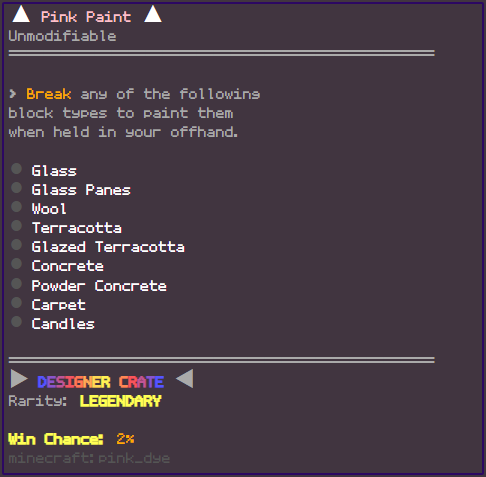 ▲ Pink Paint ▲
Unmodifiable
> Break any of the following
block types to paint them
when held in your offhand.
● Glass
● Glass Panes
● Wool
● Terracotta
● Glazed Terracotta
● Concrete
● Powder Concrete
● Carpet
● Candles
▶ DESIGNER CRATE ◀
Rarity: LEGENDARY
Win Chance: 2%
minecraft:pink_dye